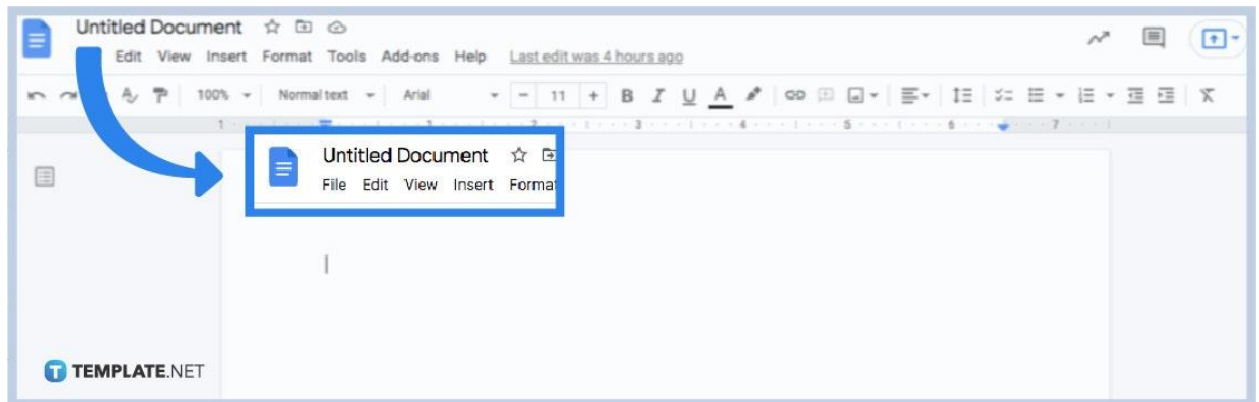 Untitled Document
Edit View Insert Format Tools Add-ons Help Last edit was 4 hours ago
100% Normal text Arial - 11 + B I U A
1 1 2 3 4 5 6 7
Untitled Document
File Edit View Insert Format
T TEMPLATE.NET